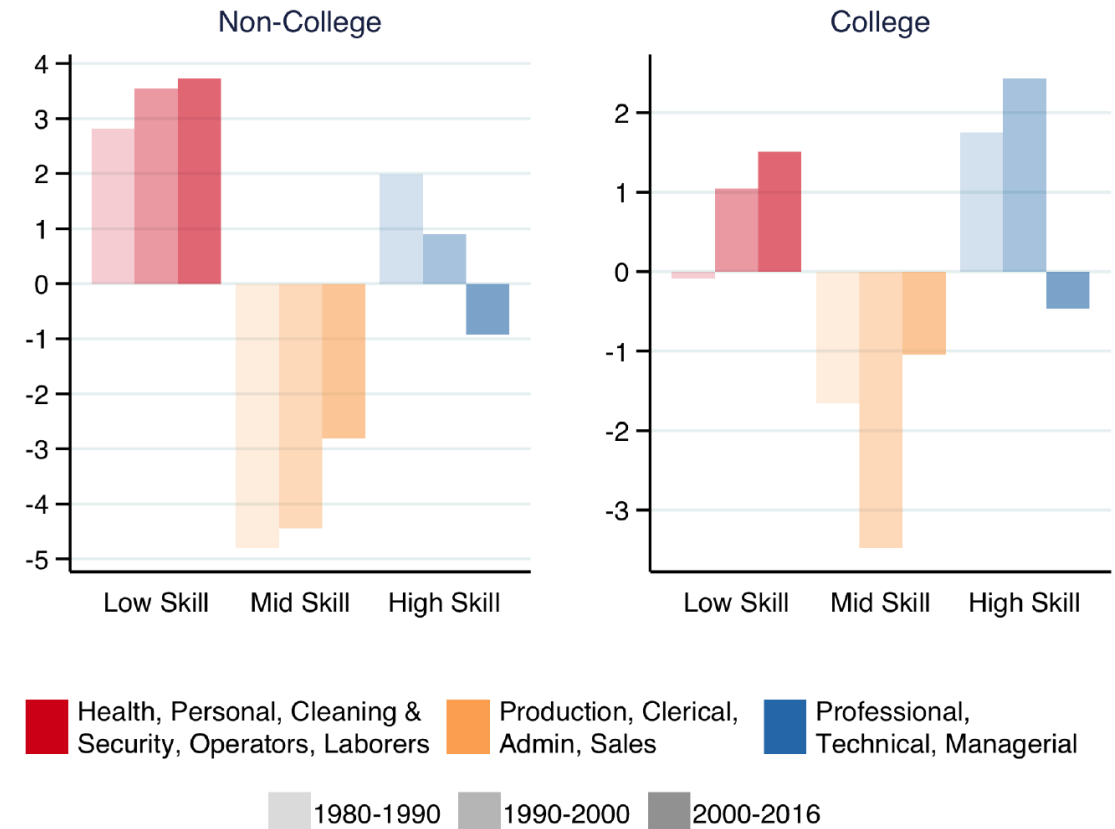 Non-College
4
3
2
1
0
-1
-2
-3
-4
-5
Low Skill Mid Skill High Skill
College
2
1
0
-1
-2
-3
Low Skill Mid Skill High Skill
Health, Personal, Cleaning &
Security, Operators, Laborers
Production, Clerical,
Admin, Sales
Professional,
Technical, Managerial
1980-1990 1990-2000 2000-2016